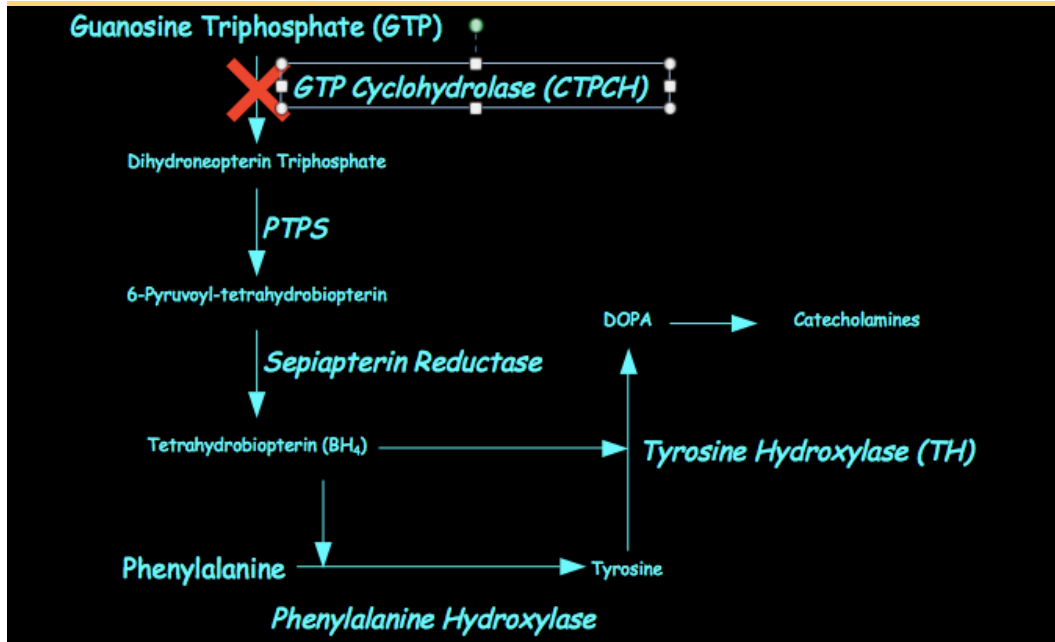 Guanosine Triphosphate (GTP)
GTP Cyclohydrolase (CTPCH)
Dihydroneopterin Triphosphate
PTPS
6-Pyruvoyl-tetrahydrobiopterin
DOPA
Catecholamines
Sepiapterin Reductase
Tetrahydrobiopterin (BH₄)
Tyrosine Hydroxylase (TH)
Phenylalanine
Tyrosine
Phenylalanine Hydroxylase